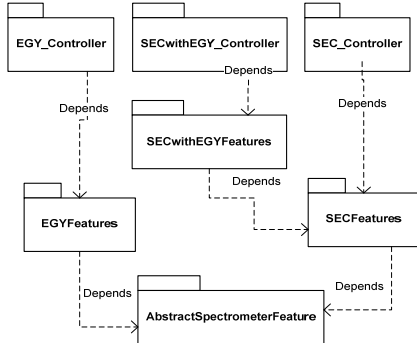 EGY_Controller
SECwithEGY_Controller
SEC_Controller
Depends
Depends
Depends
SECwithEGYFeatures
Depends
EGYFeatures
SECFeatures
Depends
Depends
AbstractSpectrometerFeature